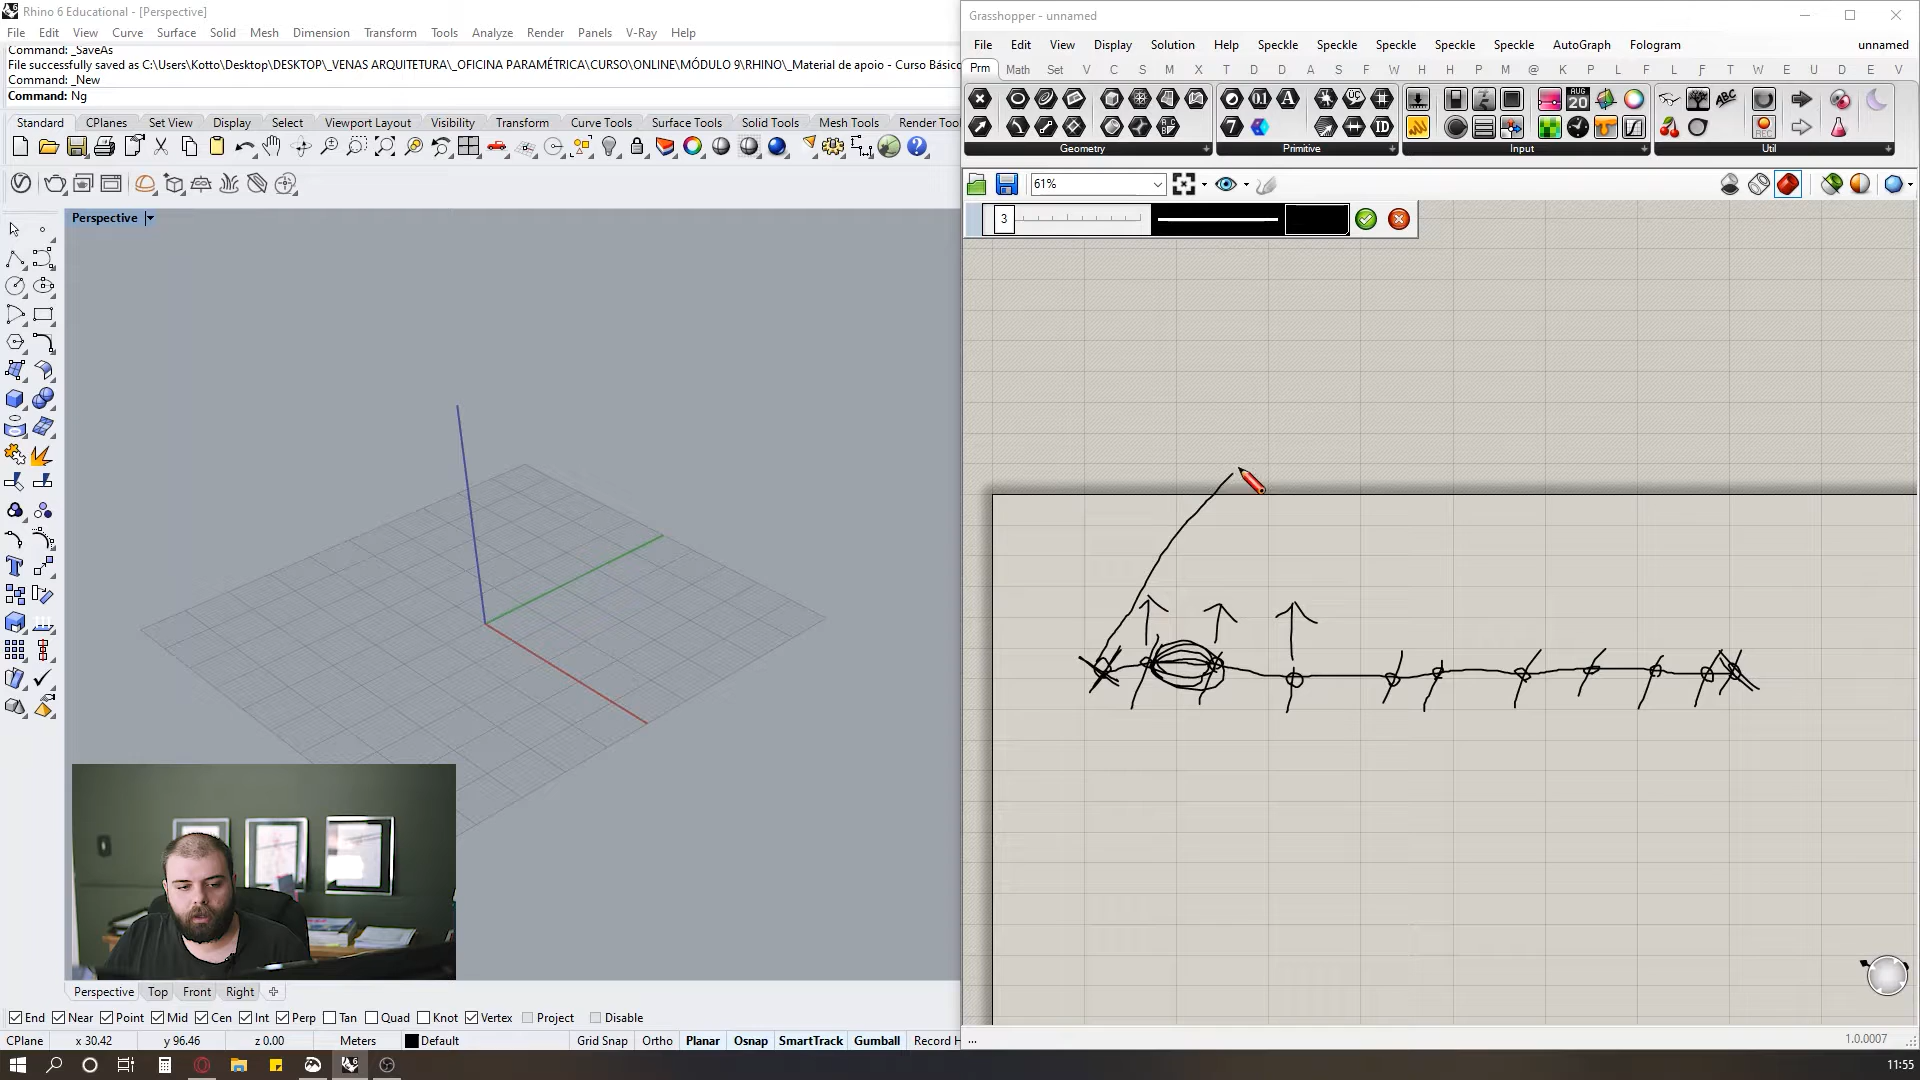 Rhino 6 Educational - [Perspective]
File Edit View Curve Surface Solid Mesh Dimension Transform Tools Analyze Render Panels V-Ray Help
Command: _SaveAs
File successfully saved as C:\Users\Kotto\Desktop\DESKTOP\_VENAS ARQUITETURA\_OFICINA PARAMÉTRICA\CURSO\ONLINE\MÓDULO 9\RHINO\_Material de apoio - Curso Básico
Command: _New
Command: Ng
Standard CPlanes Set View Display Select Viewport Layout Visibility Transform Curve Tools Surface Tools Solid Tools Mesh Tools Render Tool
Perspective
Perspective Top Front Right
End Near Point Mid Cen Int Perp Tan Quad Knot Vertex Project Disable
CPlane x 30.42 y 96.46 z 0.00 Meters Default Grid Snap Ortho Planar Osnap SmartTrack Gumball Record H
Grasshopper - unnamed
File Edit View Display Solution Help Speckle Speckle Speckle Speckle Speckle AutoGraph Fologram unnamed
Prm Math Set V C S M X T D D A S F W H H S P M @ K P L F L F T W E U D E V
Geometry Primitive Input Util
61%
3
...
1.0.0007
11:55